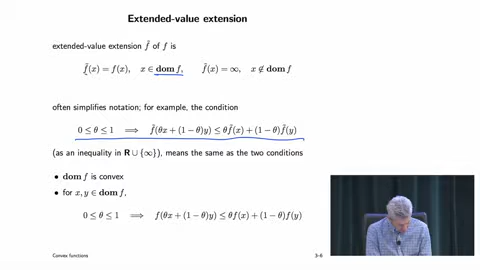 Extended-value extension
extended-value extension f̃ of f is
f̃(x) = f(x), x ∈ dom f, f̃(x) = ∞, x ∉ dom f
often simplifies notation; for example, the condition
0 ≤ θ ≤ 1 ⟹ f̃(θx + (1 − θ)y) ≤ θf̃(x) + (1 − θ)f̃(y)
(as an inequality in R ∪ {∞}), means the same as the two conditions
• dom f is convex
• for x, y ∈ dom f,
0 ≤ θ ≤ 1 ⟹ f(θx + (1 − θ)y) ≤ θf(x) + (1 − θ)f(y)
Convex functions 3–6